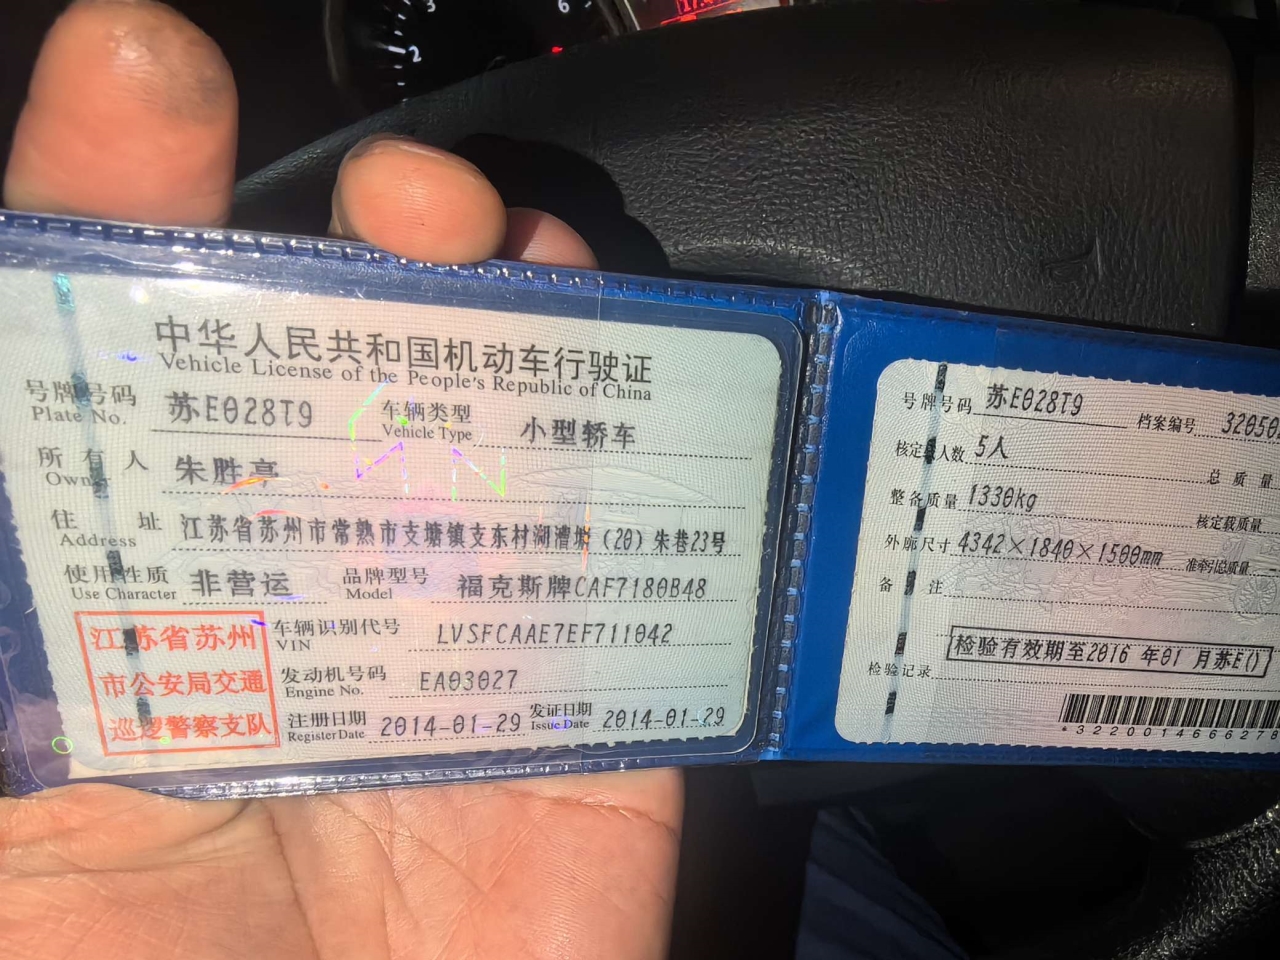 3
2
6
中华人民共和国机动车行驶证
Vehicle License of the People's Republic of China
号牌号码 苏E028T9 车辆类型 小型轿车
Plate No. Vehicle Type
所有人 朱胜亮
Owner
住址 江苏省苏州市常熟市支塘镇支东村湖漕塘(20)朱巷23号
Address
使用性质 非营运 品牌型号 福克斯牌CAF7180B48
Use Character Model
江苏省苏州
市公安局交通
巡逻警察支队
车辆识别代号 LVSFCAAE7EF711042
VIN
发动机号码 EA03027
Engine No.
注册日期 2014-01-29 发证日期 2014-01-29
Register Date Issue Date
号牌号码 苏E028T9 档案编号
核定载人数 5人 总质量
整备质量 1330kg 核定载质量
外廓尺寸 4342×1840×1500mm 准牵引总质量
备注
检验有效期至2016年01月苏E()
检验记录